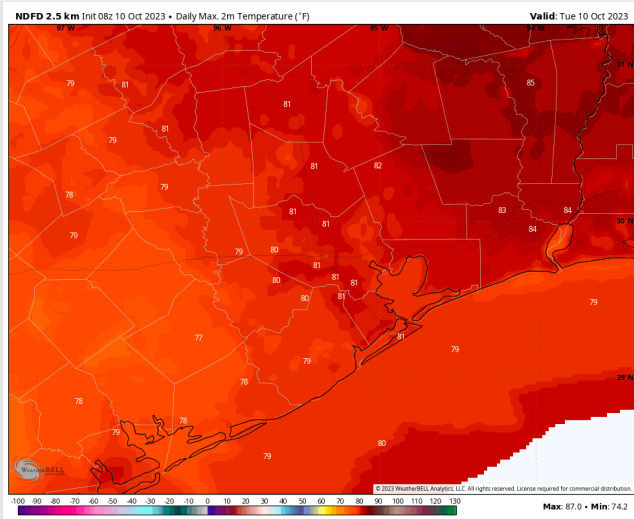 NDFD 2.5 km Init 08z 10 Oct 2023 • Daily Max. 2m Temperature (°F) Valid: Tue 10 Oct 2023
97°W 96°W 95°W 94°W
31°N
79 81 81 85
81
79
81 82
79
78
81 83 84
30°N
79 81 84
79 80
81
80 81 81
80 81
79
77 81 79
79
29°N
78
78 78
79
80
79
WEATHERBELL
© 2023 WeatherBELL Analytics, LLC. All rights reserved. License required for commercial distribution.
-100 -90 -80 -70 -60 -50 -40 -30 -20 -10 0 10 20 30 40 50 60 70 80 90 100 110 120 130
Max: 87.0 • Min: 74.2